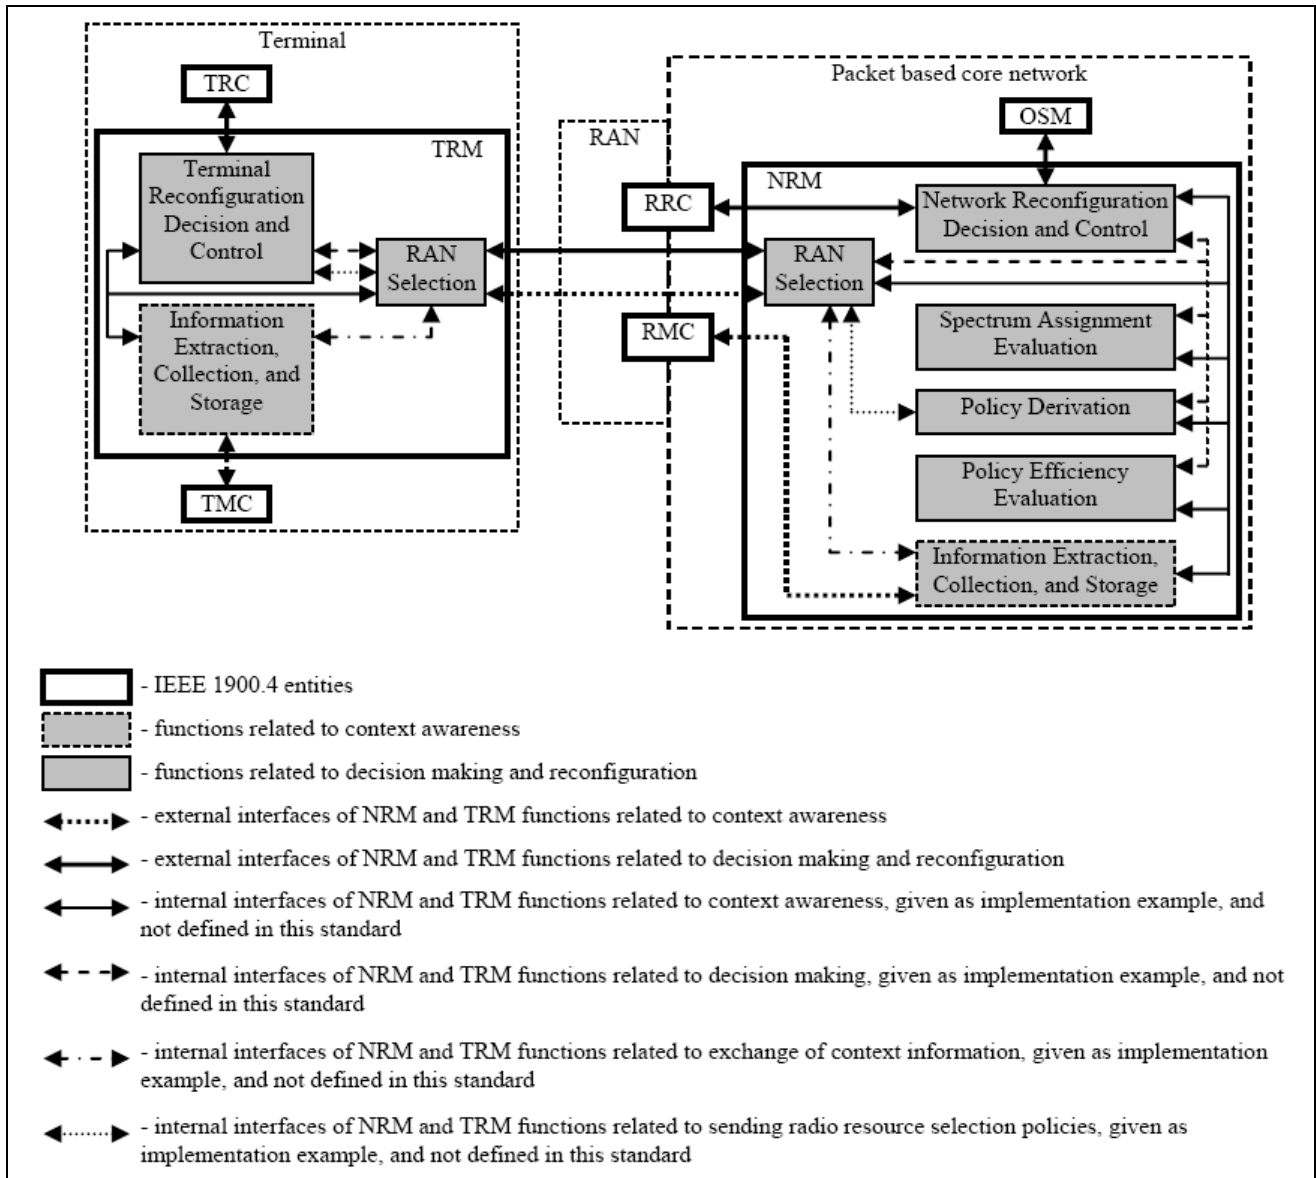 Terminal
TRC
TRM
Terminal
Reconfiguration
Decision and
Control
RAN
Selection
Information
Extraction,
Collection, and
Storage
TMC
RAN
RRC
RMC
Packet based core network
OSM
NRM
Network Reconfiguration
Decision and Control
RAN
Selection
Spectrum Assignment
Evaluation
Policy Derivation
Policy Efficiency
Evaluation
Information Extraction,
Collection, and Storage
- IEEE 1900.4 entities
- functions related to context awareness
- functions related to decision making and reconfiguration
- external interfaces of NRM and TRM functions related to context awareness
- external interfaces of NRM and TRM functions related to decision making and reconfiguration
- internal interfaces of NRM and TRM functions related to context awareness, given as implementation example, and
not defined in this standard
- internal interfaces of NRM and TRM functions related to decision making, given as implementation example, and not
defined in this standard
- internal interfaces of NRM and TRM functions related to exchange of context information, given as implementation
example, and not defined in this standard
- internal interfaces of NRM and TRM functions related to sending radio resource selection policies, given as
implementation example, and not defined in this standard